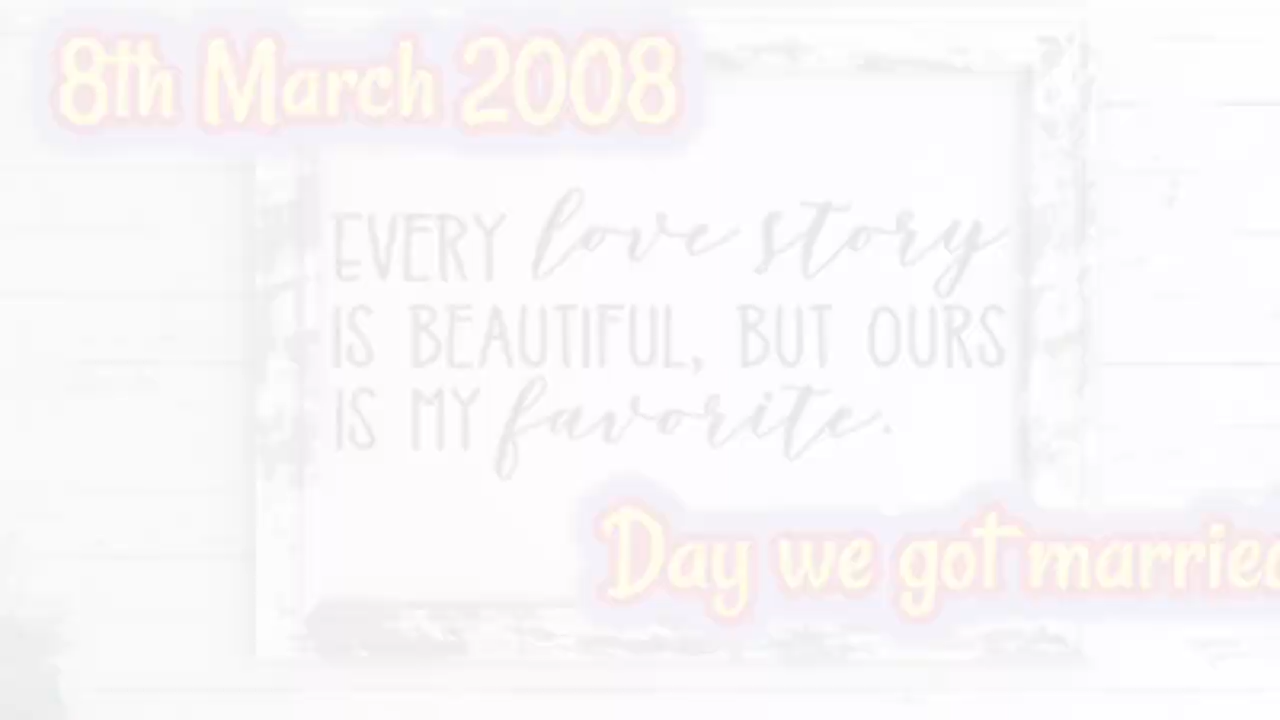 8th March 2008
EVERY love story
IS BEAUTIFUL, BUT OURS
IS MY favorite.
Day we got married